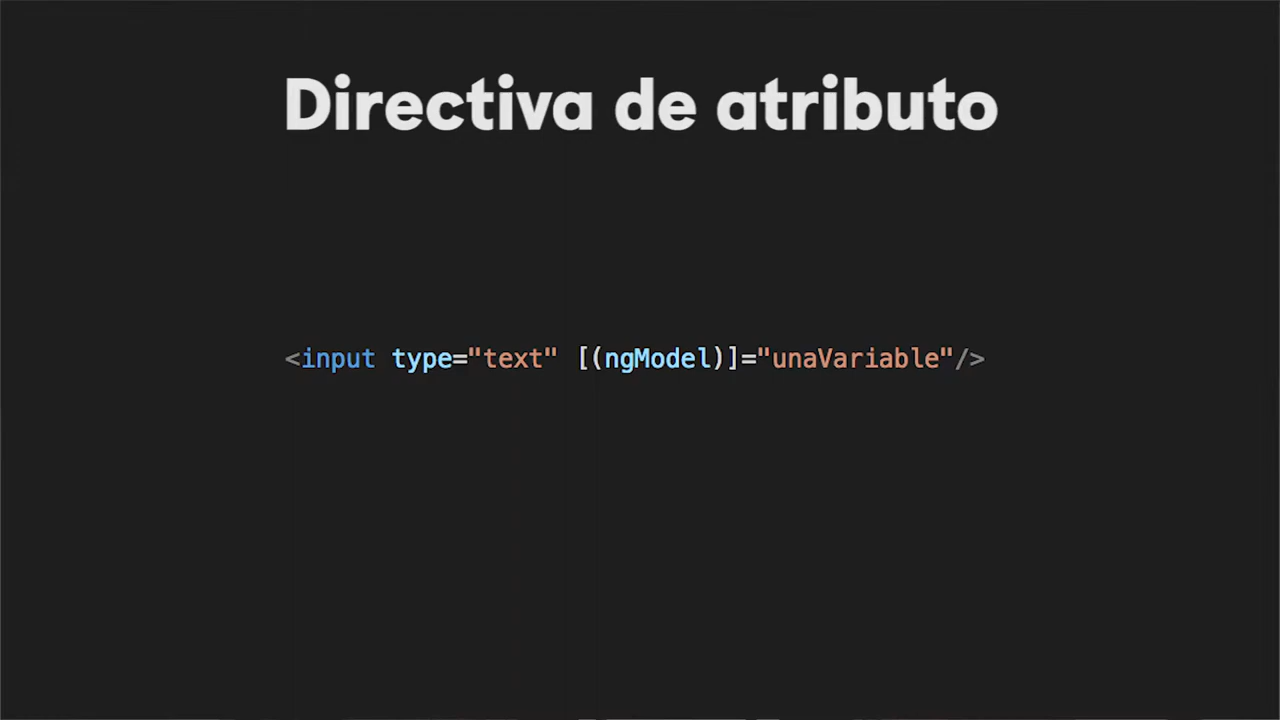 Directiva de atributo
<input type="text" [(ngModel)]="unaVariable"/>